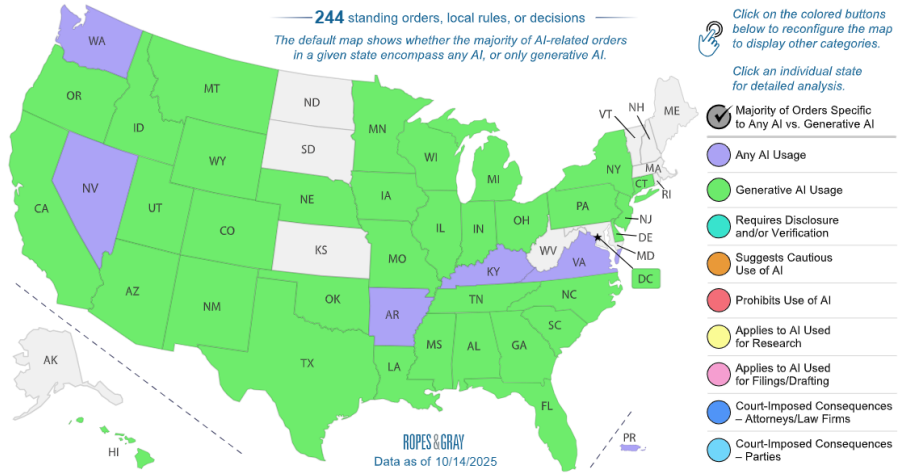 244 standing orders, local rules, or decisions
The default map shows whether the majority of AI-related orders
in a given state encompass any AI, or only generative AI.
Click on the colored buttons
below to reconfigure the map
to display other categories.
Click an individual state
for detailed analysis.
Majority of Orders Specific
to Any AI vs. Generative AI
Any AI Usage
Generative AI Usage
Requires Disclosure
and/or Verification
Suggests Cautious
Use of AI
Prohibits Use of AI
Applies to AI Used
for Research
Applies to AI Used
for Filings/Drafting
Court-Imposed Consequences
– Attorneys/Law Firms
Court-Imposed Consequences
– Parties
WA
OR
MT
ID
ND
SD
MN
WI
MI
VT
NH
ME
MA
RI
CT
NY
WY
NV
CA
UT
CO
NE
IA
IL
IN
OH
PA
NJ
DE
MD
DC
WV
VA
KS
MO
KY
AZ
NM
OK
AR
TN
NC
SC
TX
LA
MS
AL
GA
FL
AK
HI
PR
ROPES&GRAY
Data as of 10/14/2025